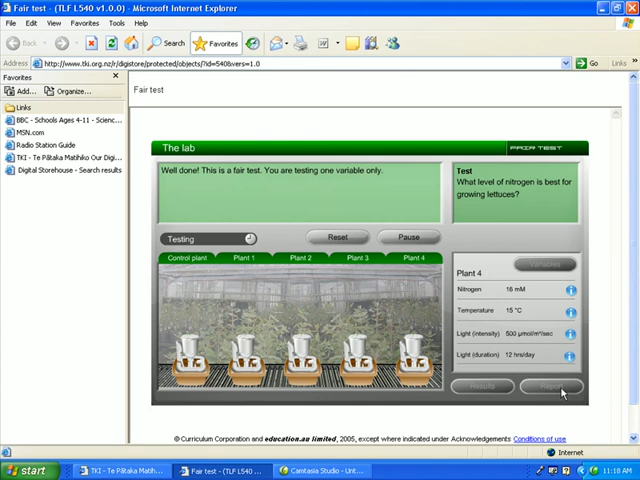 Fair test - (TLF L540 v1.0.0) - Microsoft Internet Explorer
File Edit View Favorites Tools Help
Back Search Favorites
Address http://www.tki.org.nz/r/digistore/protected/objects/?id=540&vers=1.0 Go Links
Favorites
Add... Organize...
Links
BBC - Schools Ages 4-11 - Scienc...
MSN.com
Radio Station Guide
TKI - Te Pātaka Matihiko Our Digi...
Digital Storehouse - Search results
Fair test
The lab FAIR TEST
Well done! This is a fair test. You are testing one variable only.
Test
What level of nitrogen is best for
growing lettuces?
Testing Reset Pause
Control plant Plant 1 Plant 2 Plant 3 Plant 4
Variables
Plant 4
Nitrogen 16 mM
Temperature 15 °C
Light (intensity) 500 µmol/m²/sec
Light (duration) 12 hrs/day
Results Report
© Curriculum Corporation and education.au limited, 2005, except where indicated under Acknowledgements Conditions of use
Internet
start TKI - Te Pātaka Matih... Fair test - (TLF L540 ... Camtasia Studio - Unt... 11:18 AM